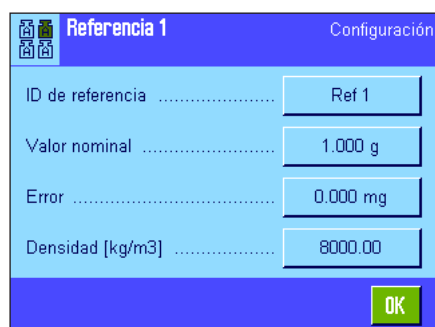 Referencia 1 Configuración
ID de referencia ...................... Ref 1
Valor nominal ......................... 1.000 g
Error ...................................... 0.000 mg
Densidad [kg/m3] ................... 8000.00
OK